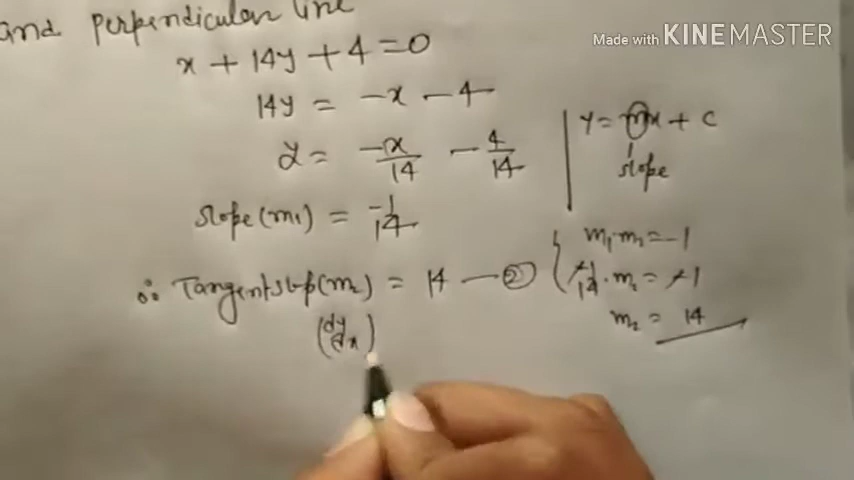 and perpendicular line
Made with KINEMASTER
x + 14y + 4 = 0
14y = -x - 4
y = -x/14 - 4/14
y = mx + c
slope
slope(m₁) = -1/14
m₁·m₂ = -1
∴ Tangent slop(m₂) = 14 — ②
-1/14 · m₂ = -1
(dy/dx)
m₂ = 14